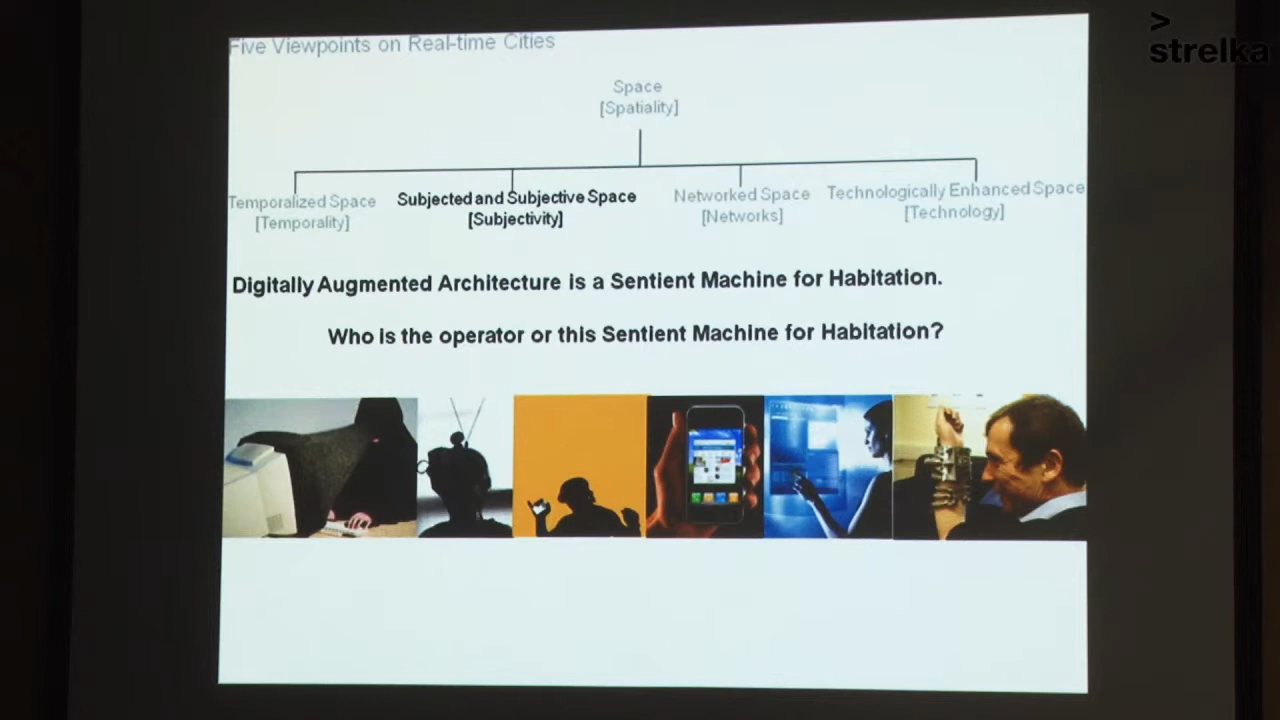 Five Viewpoints on Real-time Cities
> strelka
Space
[Spatiality]
Temporalized Space
[Temporality]
Subjected and Subjective Space
[Subjectivity]
Networked Space
[Networks]
Technologically Enhanced Space
[Technology]
Digitally Augmented Architecture is a Sentient Machine for Habitation.
Who is the operator or this Sentient Machine for Habitation?